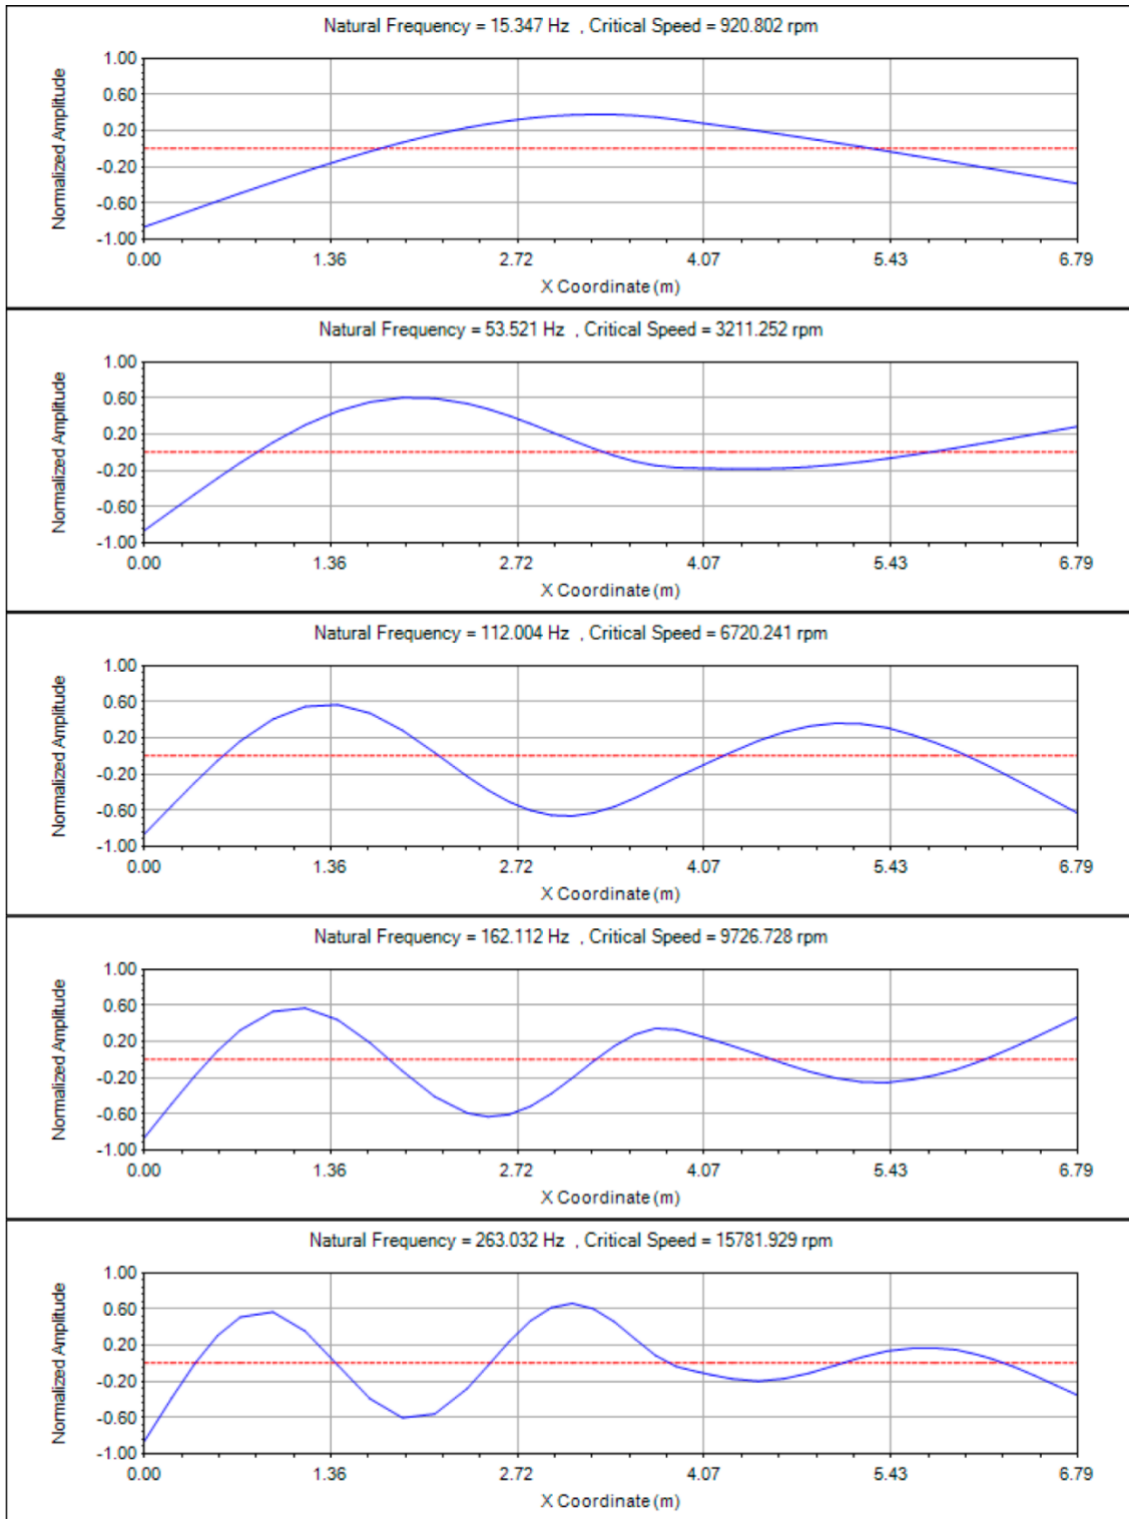 Natural Frequency = 15.347 Hz , Critical Speed = 920.802 rpm
Normalized Amplitude
1.00
0.60
0.20
-0.20
-0.60
-1.00
0.00 1.36 2.72 4.07 5.43 6.79
X Coordinate (m)
Natural Frequency = 53.521 Hz , Critical Speed = 3211.252 rpm
Normalized Amplitude
1.00
0.60
0.20
-0.20
-0.60
-1.00
0.00 1.36 2.72 4.07 5.43 6.79
X Coordinate (m)
Natural Frequency = 112.004 Hz , Critical Speed = 6720.241 rpm
Normalized Amplitude
1.00
0.60
0.20
-0.20
-0.60
-1.00
0.00 1.36 2.72 4.07 5.43 6.79
X Coordinate (m)
Natural Frequency = 162.112 Hz , Critical Speed = 9726.728 rpm
Normalized Amplitude
1.00
0.60
0.20
-0.20
-0.60
-1.00
0.00 1.36 2.72 4.07 5.43 6.79
X Coordinate (m)
Natural Frequency = 263.032 Hz , Critical Speed = 15781.929 rpm
Normalized Amplitude
1.00
0.60
0.20
-0.20
-0.60
-1.00
0.00 1.36 2.72 4.07 5.43 6.79
X Coordinate (m)